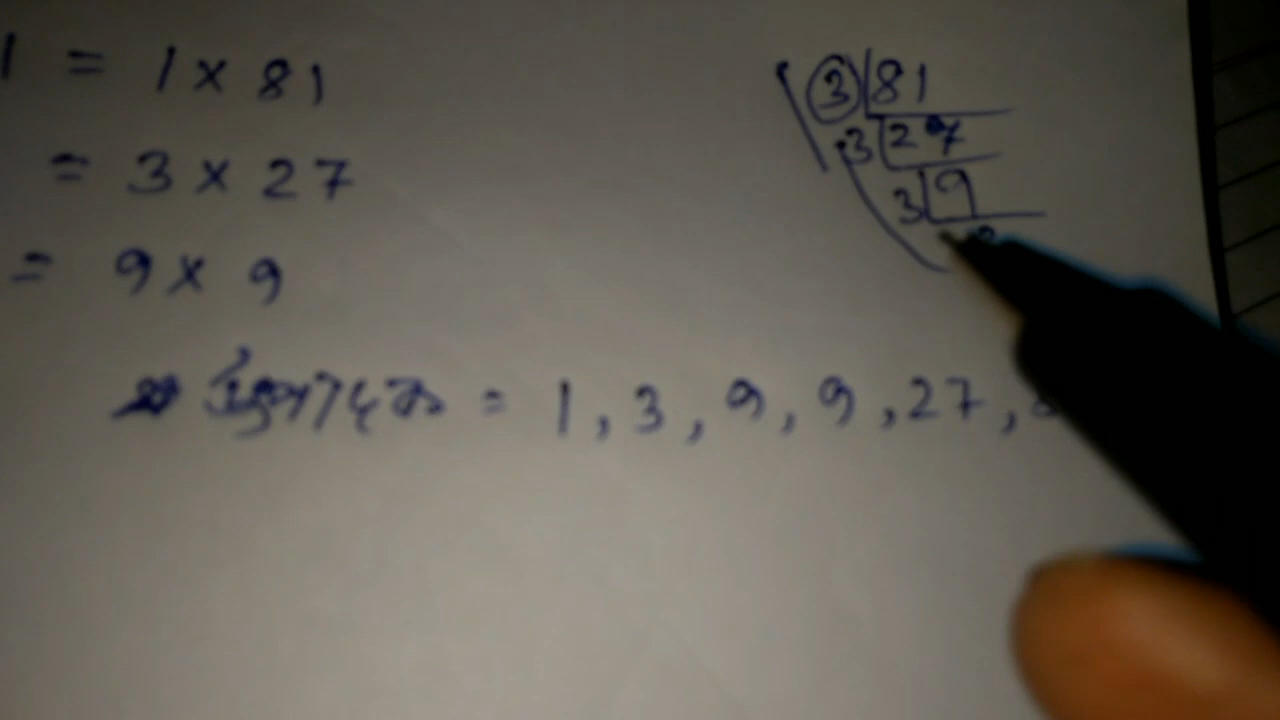 1 = 1 × 81
= 3 × 27
= 9 × 9
= 1, 3, 9, 9, 27,
3 81
3 27
3 9